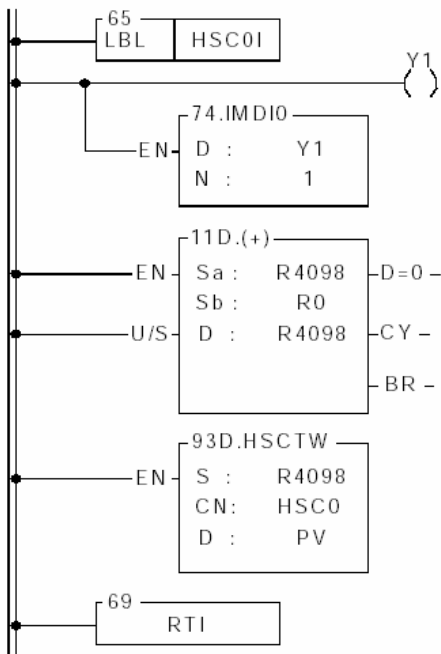 65
LBL HSC0I
Y1
74.IMDI0
EN D : Y1
N : 1
11D.(+)
EN Sa : R4098 D=0
Sb : R0
U/S D : R4098 CY
BR
93D.HSCTW
EN S : R4098
CN: HSC0
D : PV
69
RTI